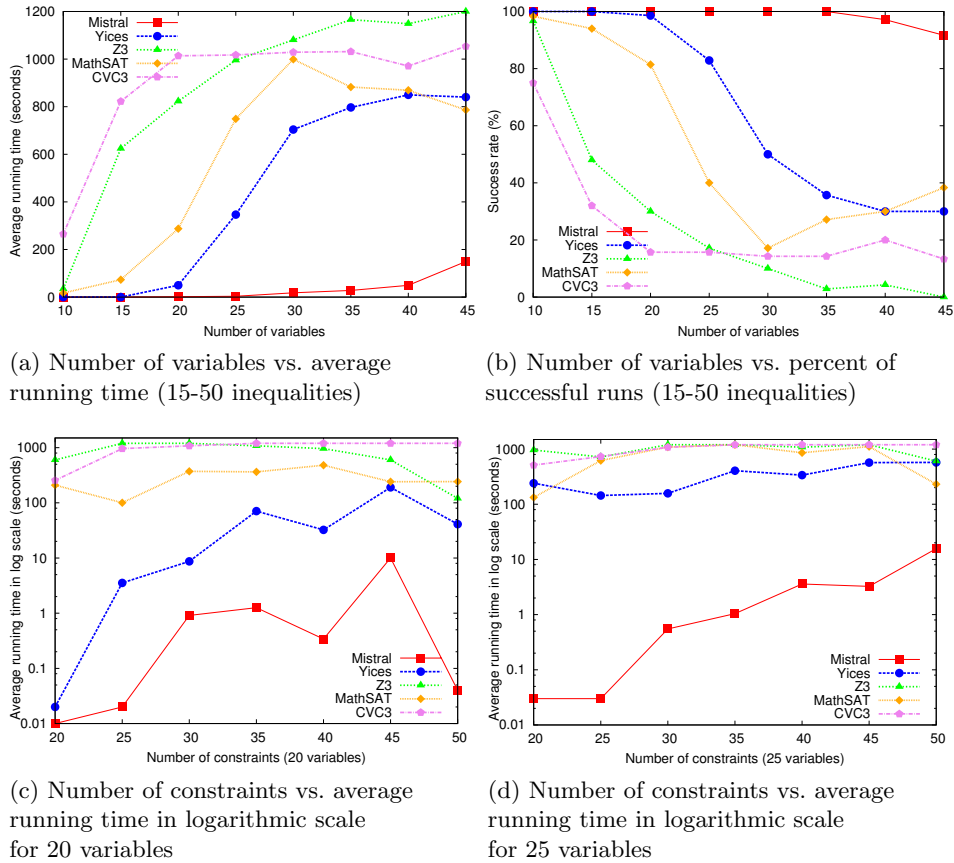 1200
1000
800
600
400
200
0
Average running time (seconds)
Mistral
Yices
Z3
MathSAT
CVC3
10 15 20 25 30 35 40 45
Number of variables
(a) Number of variables vs. average
running time (15-50 inequalities)
100
80
60
40
20
0
Success rate (%)
Mistral
Yices
Z3
MathSAT
CVC3
10 15 20 25 30 35 40 45
Number of variables
(b) Number of variables vs. percent of
successful runs (15-50 inequalities)
1000
100
10
1
0.1
0.01
Average running time in log scale (seconds)
Mistral
Yices
Z3
MathSAT
CVC3
20 25 30 35 40 45 50
Number of constraints (20 variables)
(c) Number of constraints vs. average
running time in logarithmic scale
for 20 variables
1000
100
10
1
0.1
0.01
Average running time in log scale (seconds)
Mistral
Yices
Z3
MathSAT
CVC3
20 25 30 35 40 45 50
Number of constraints (25 variables)
(d) Number of constraints vs. average
running time in logarithmic scale
for 25 variables